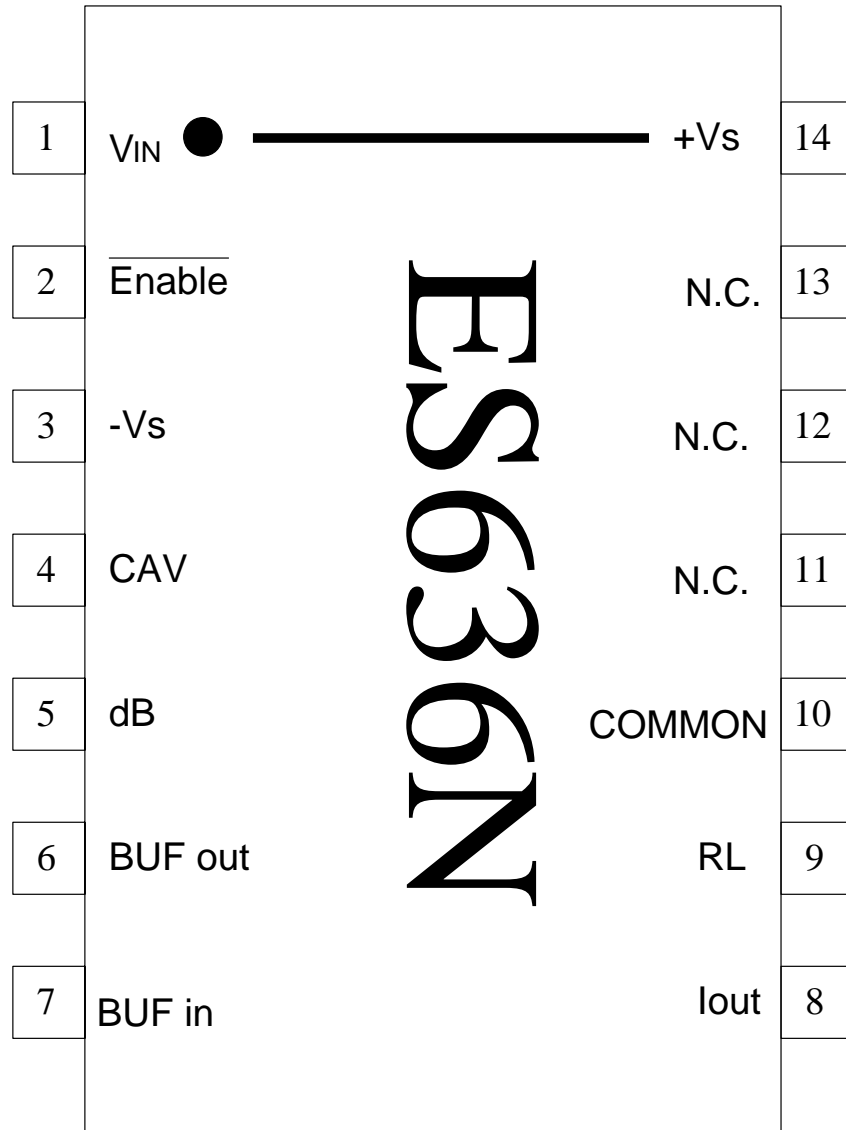 1 VIN +Vs 14
2 Enable N.C. 13
3 -Vs N.C. 12
4 CAV N.C. 11
5 dB COMMON 10
6 BUF out RL 9
7 BUF in Iout 8
ES636N